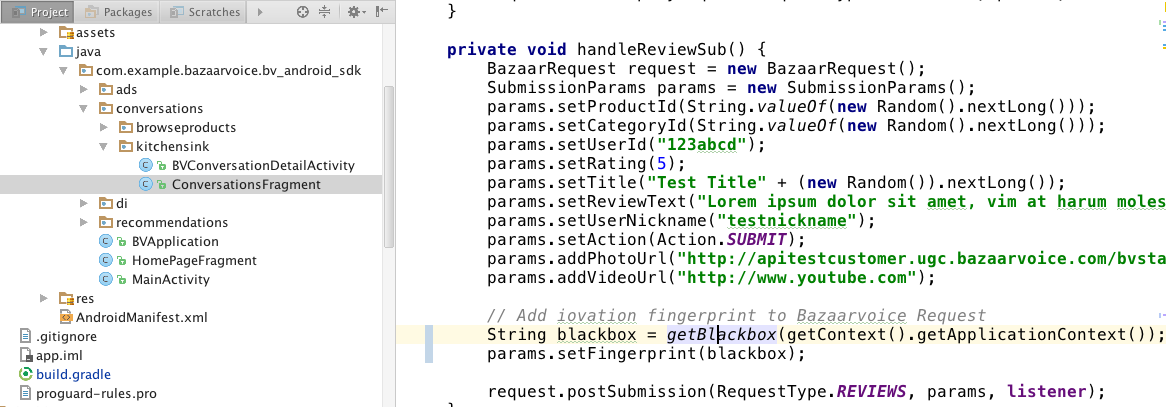 Project
Packages
Scratches
assets
java
com.example.bazaarvoice.bv_android_sdk
ads
conversations
browseproducts
kitchensink
BVConversationDetailActivity
ConversationsFragment
di
recommendations
BVApplication
HomePageFragment
MainActivity
res
AndroidManifest.xml
.gitignore
app.iml
build.gradle
proguard-rules.pro
}
private void handleReviewSub() {
BazaarRequest request = new BazaarRequest();
SubmissionParams params = new SubmissionParams();
params.setProductId(String.valueOf(new Random().nextLong()));
params.setCategoryId(String.valueOf(new Random().nextLong()));
params.setUserId("123abcd");
params.setRating(5);
params.setTitle("Test Title" + (new Random()).nextLong());
params.setReviewText("Lorem ipsum dolor sit amet, vim at harum moles
params.setUserNickname("testnickname");
params.setAction(Action.SUBMIT);
params.addPhotoUrl("http://apitestcustomer.ugc.bazaarvoice.com/bvsta
params.addVideoUrl("http://www.youtube.com");
// Add iovation fingerprint to Bazaarvoice Request
String blackbox = getBlackbox(getContext().getApplicationContext());
params.setFingerprint(blackbox);
request.postSubmission(RequestType.REVIEWS, params, listener);